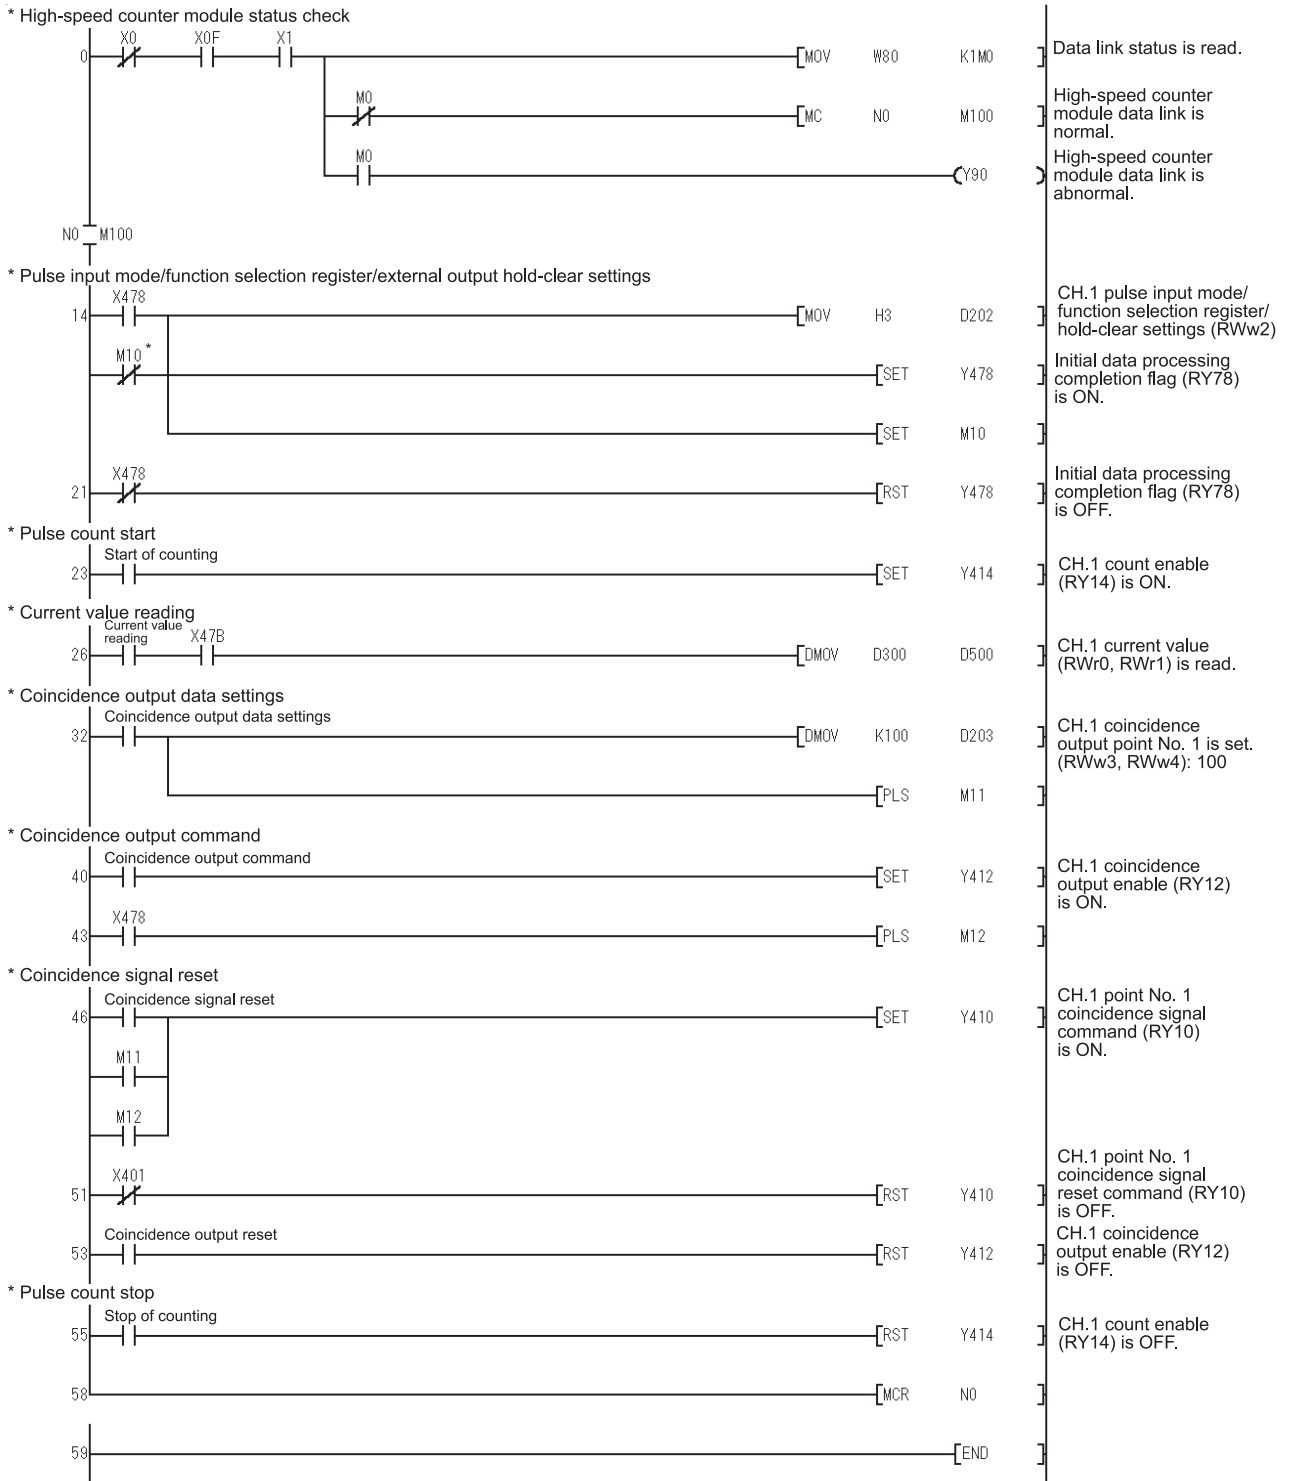 * High-speed counter module status check
X0 X0F X1
0 MOV W80 K1M0 Data link status is read.
M0
MC N0 M100
High-speed counter
module data link is
normal.
M0
Y90
High-speed counter
module data link is
abnormal.
N0 M100
* Pulse input mode/function selection register/external output hold-clear settings
X478
14 MOV H3 D202
CH.1 pulse input mode/
function selection register/
hold-clear settings (RWw2)
M10 *
SET Y478
Initial data processing
completion flag (RY78)
is ON.
SET M10
X478
21 RST Y478
Initial data processing
completion flag (RY78)
is OFF.
* Pulse count start
Start of counting
23 SET Y414
CH.1 count enable
(RY14) is ON.
* Current value reading
Current value
reading X47B
26 DMOV D300 D500
CH.1 current value
(RWr0, RWr1) is read.
* Coincidence output data settings
Coincidence output data settings
32 DMOV K100 D203
CH.1 coincidence
output point No. 1 is set.
(RWw3, RWw4): 100
PLS M11
* Coincidence output command
Coincidence output command
40 SET Y412
CH.1 coincidence
output enable (RY12)
is ON.
X478
43 PLS M12
* Coincidence signal reset
Coincidence signal reset
46 SET Y410
CH.1 point No. 1
coincidence signal
command (RY10)
is ON.
M11
M12
X401
51 RST Y410
CH.1 point No. 1
coincidence signal
reset command (RY10)
is OFF.
Coincidence output reset
53 RST Y412
CH.1 coincidence
output enable (RY12)
is OFF.
* Pulse count stop
Stop of counting
55 RST Y414
CH.1 count enable
(RY14) is OFF.
58 MCR N0
59 END